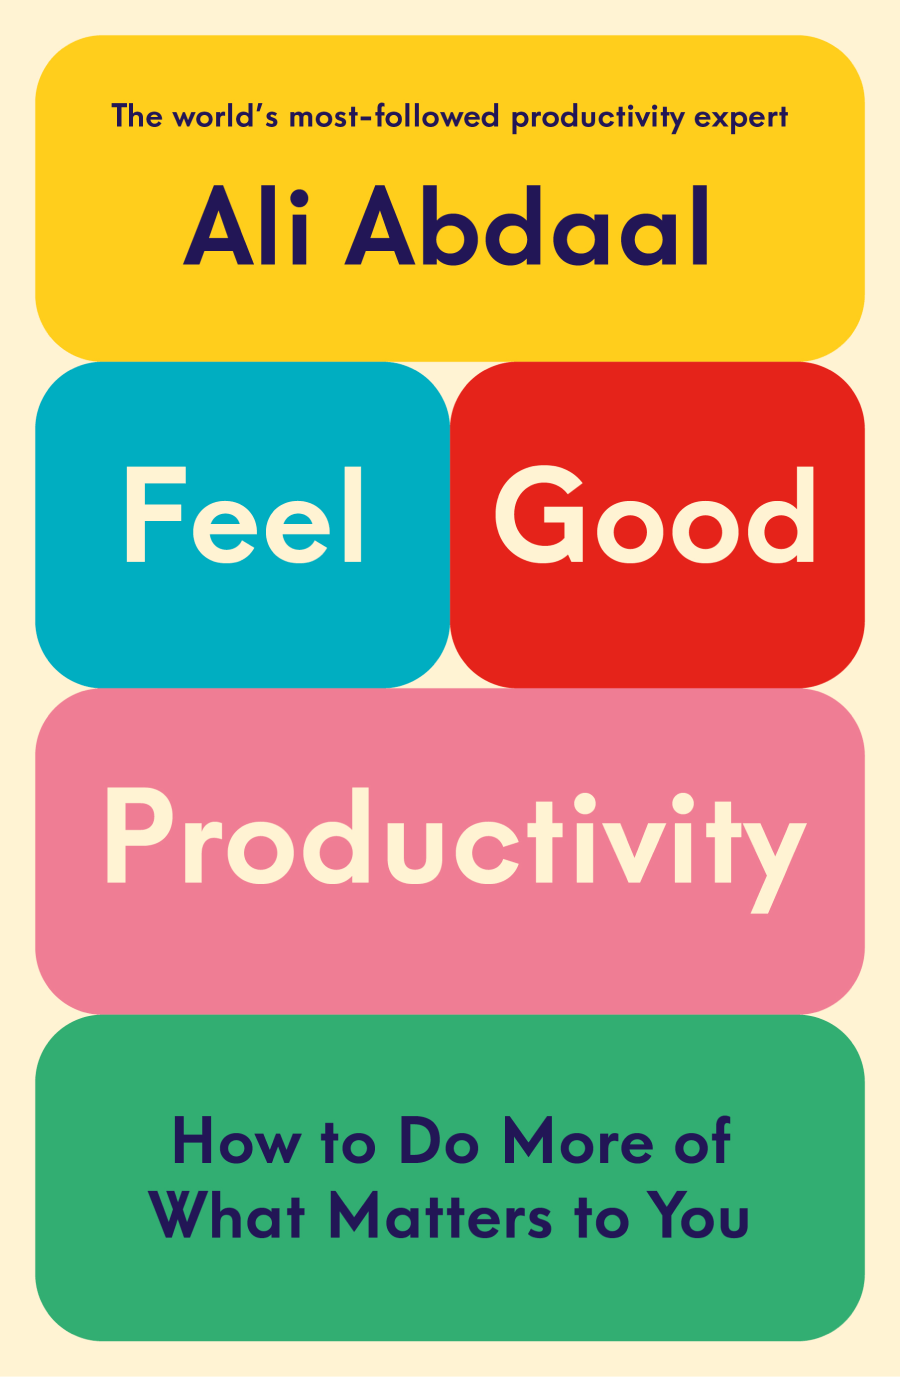 The world’s most-followed productivity expert
Ali Abdaal
Feel Good
Productivity
How to Do More of
What Matters to You